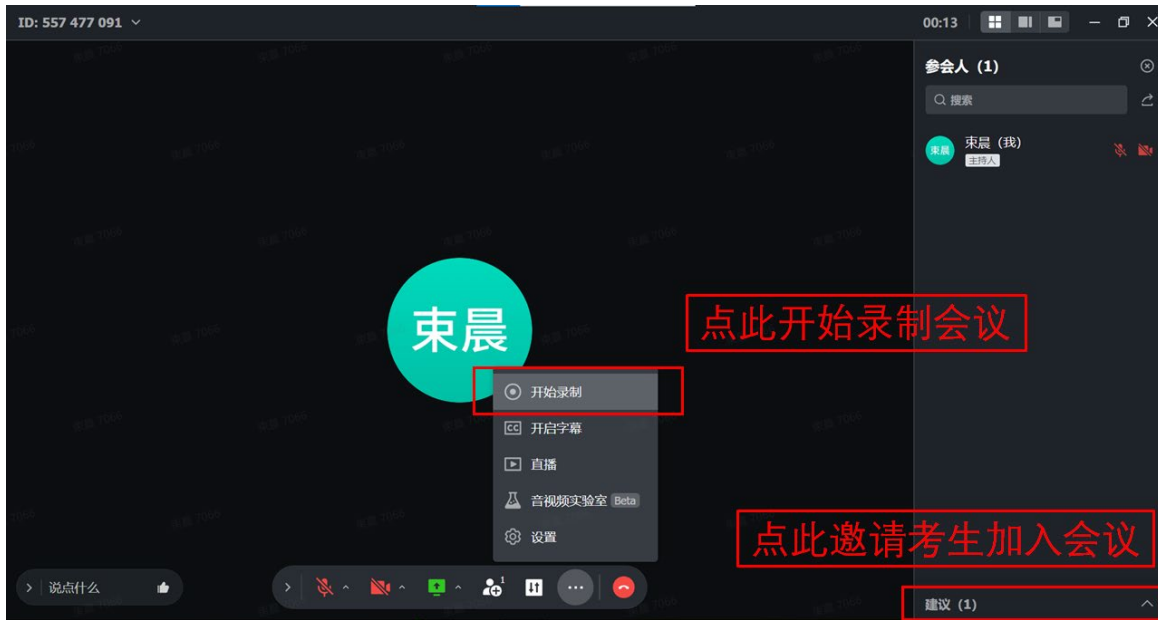 ID: 557 477 091
00:13
参会人（1）
搜索
束晨
束晨（我）
主持人
束晨
点此开始录制会议
开始录制
开启字幕
直播
音视频实验室 Beta
设置
点此邀请考生加入会议
说点什么
1
建议（1）